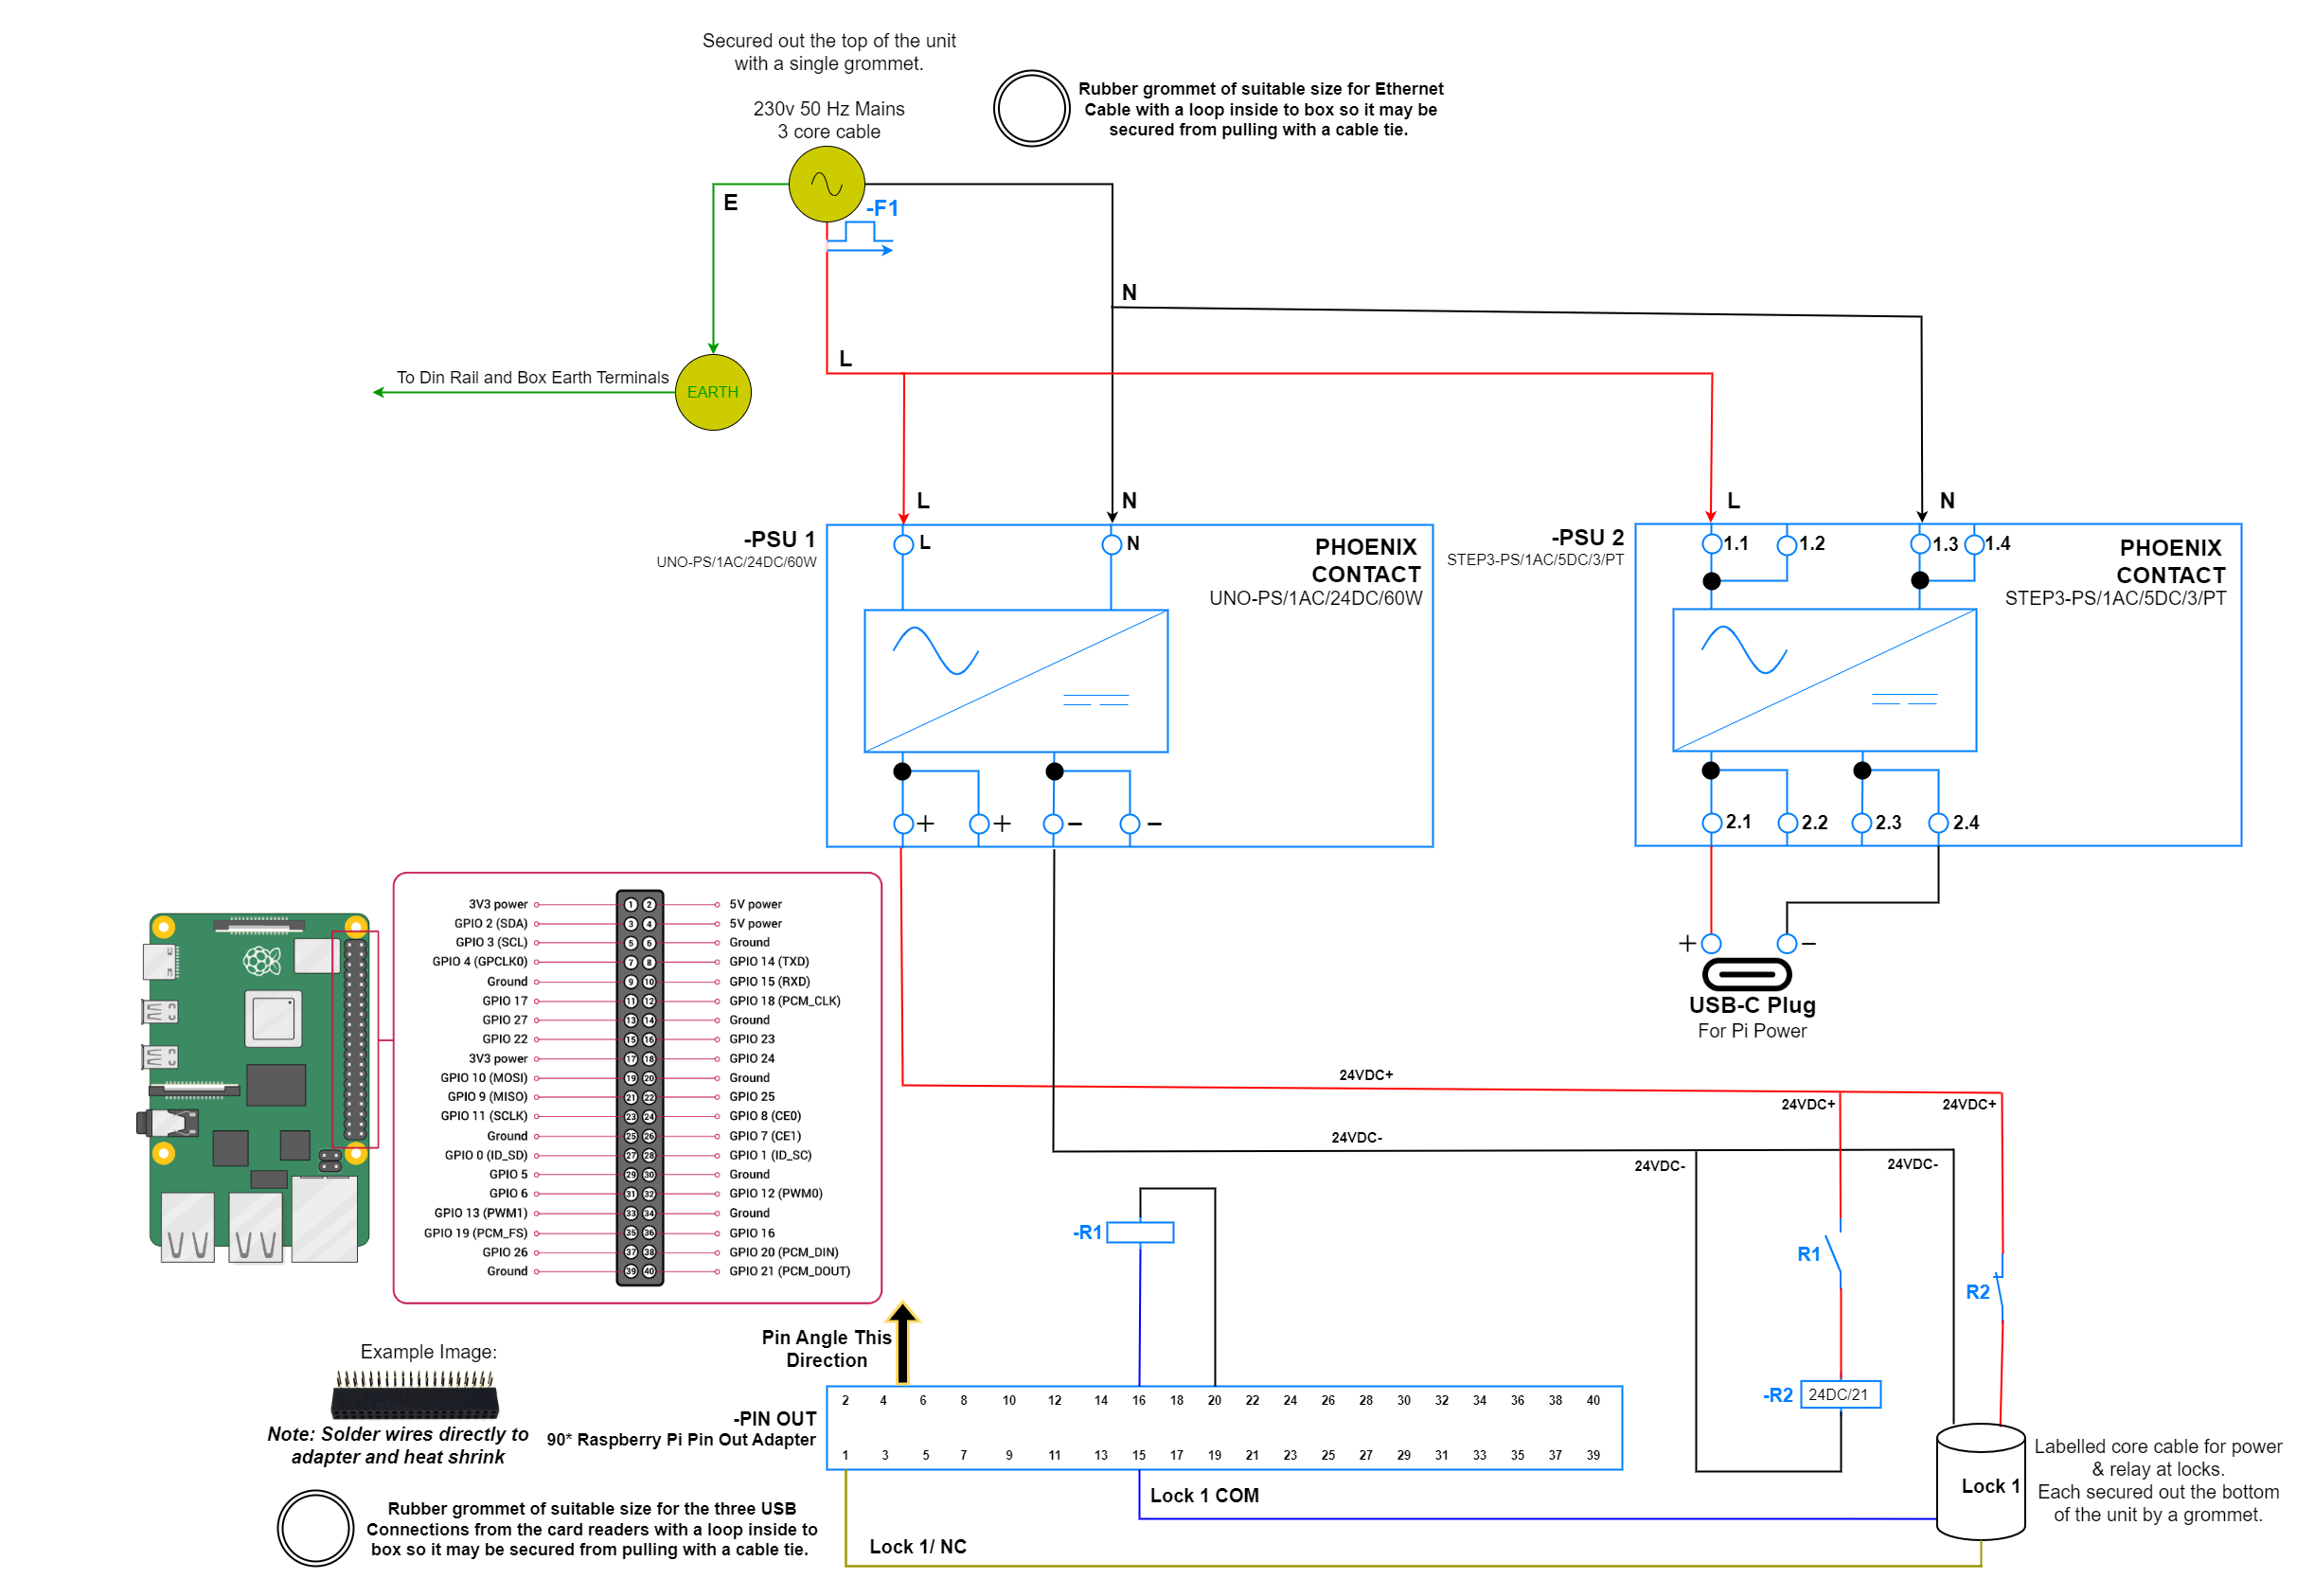 Secured out the top of the unit
with a single grommet.
230v 50 Hz Mains
3 core cable
Rubber grommet of suitable size for Ethernet
Cable with a loop inside to box so it may be
secured from pulling with a cable tie.
E
-F1
N
L
To Din Rail and Box Earth Terminals
EARTH
L
N
L
N
-PSU 1
UNO-PS/1AC/24DC/60W
L
N
PHOENIX
CONTACT
UNO-PS/1AC/24DC/60W
+
+
−
−
-PSU 2
STEP3-PS/1AC/5DC/3/PT
1.1
1.2
1.3
1.4
PHOENIX
CONTACT
STEP3-PS/1AC/5DC/3/PT
2.1
2.2
2.3
2.4
+
−
USB-C Plug
For Pi Power
3V3 power 1 2 5V power
GPIO 2 (SDA) 3 4 5V power
GPIO 3 (SCL) 5 6 Ground
GPIO 4 (GPCLK0) 7 8 GPIO 14 (TXD)
Ground 9 10 GPIO 15 (RXD)
GPIO 17 11 12 GPIO 18 (PCM_CLK)
GPIO 27 13 14 Ground
GPIO 22 15 16 GPIO 23
3V3 power 17 18 GPIO 24
GPIO 10 (MOSI) 19 20 Ground
GPIO 9 (MISO) 21 22 GPIO 25
GPIO 11 (SCLK) 23 24 GPIO 8 (CE0)
Ground 25 26 GPIO 7 (CE1)
GPIO 0 (ID_SD) 27 28 GPIO 1 (ID_SC)
GPIO 5 29 30 Ground
GPIO 6 31 32 GPIO 12 (PWM0)
GPIO 13 (PWM1) 33 34 Ground
GPIO 19 (PCM_FS) 35 36 GPIO 16
GPIO 26 37 38 GPIO 20 (PCM_DIN)
Ground 39 40 GPIO 21 (PCM_DOUT)
24VDC+
24VDC+
24VDC+
24VDC-
24VDC-
24VDC-
-R1
R1
R2
-R2
24DC/21
Pin Angle This
Direction
Example Image:
Note: Solder wires directly to
adapter and heat shrink
-PIN OUT
90* Raspberry Pi Pin Out Adapter
2 4 6 8 10 12 14 16 18 20 22 24 26 28 30 32 34 36 38 40
1 3 5 7 9 11 13 15 17 19 21 23 25 27 29 31 33 35 37 39
Lock 1 COM
Lock 1/ NC
Lock 1
Labelled core cable for power
& relay at locks.
Each secured out the bottom
of the unit by a grommet.
Rubber grommet of suitable size for the three USB
Connections from the card readers with a loop inside to
box so it may be secured from pulling with a cable tie.